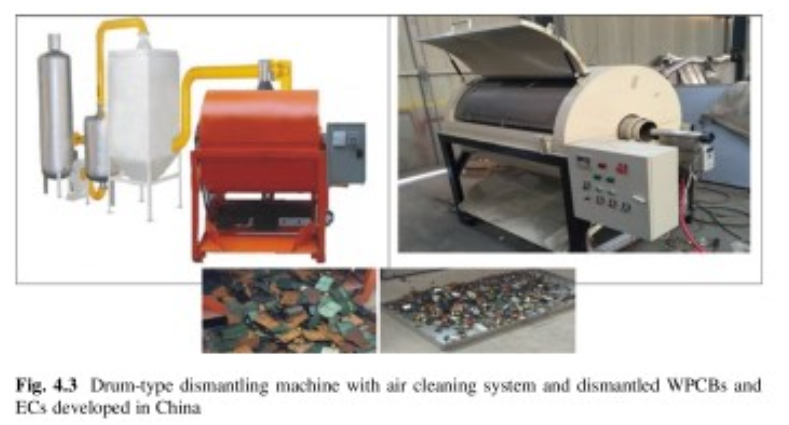 Fig. 4.3 Drum-type dismantling machine with air cleaning system and dismantled WPCBs and
ECs developed in China